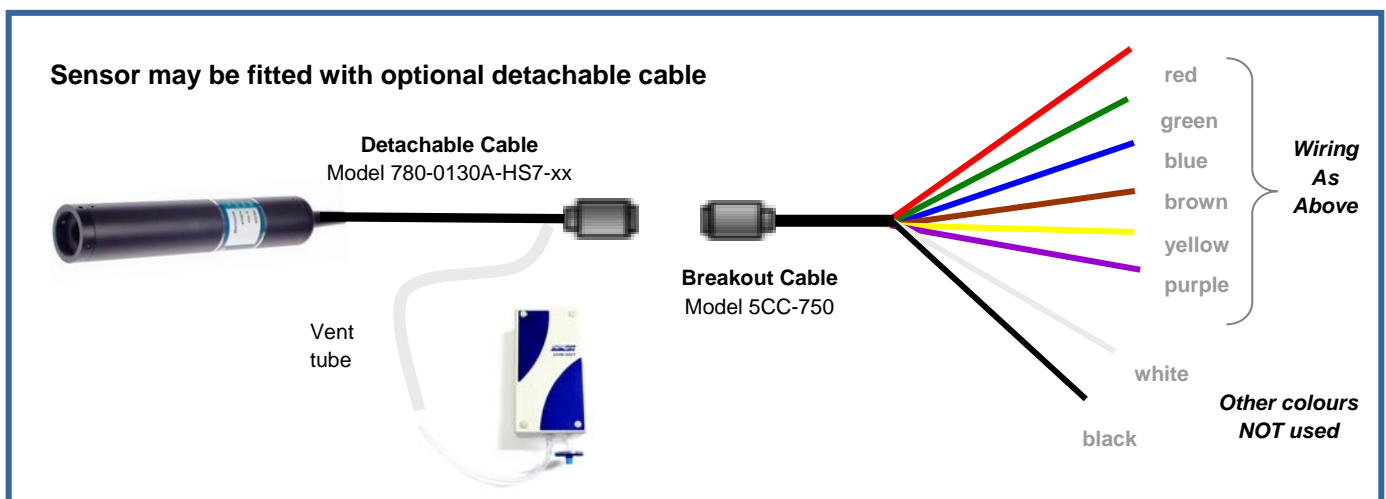 Sensor may be fitted with optional detachable cable
Detachable Cable
Model 780-0130A-HS7-xx
Breakout Cable
Model 5CC-750
Vent
tube
red
green
blue
brown
yellow
purple
Wiring
As
Above
white
black
Other colours
NOT used